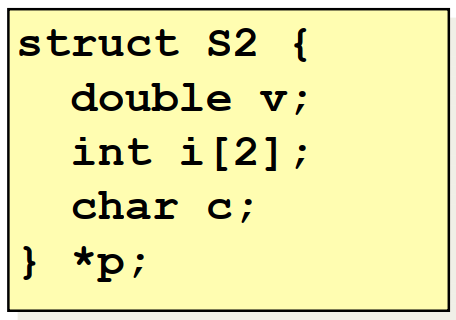 struct S2 {
  double v;
  int i[2];
  char c;
} *p;